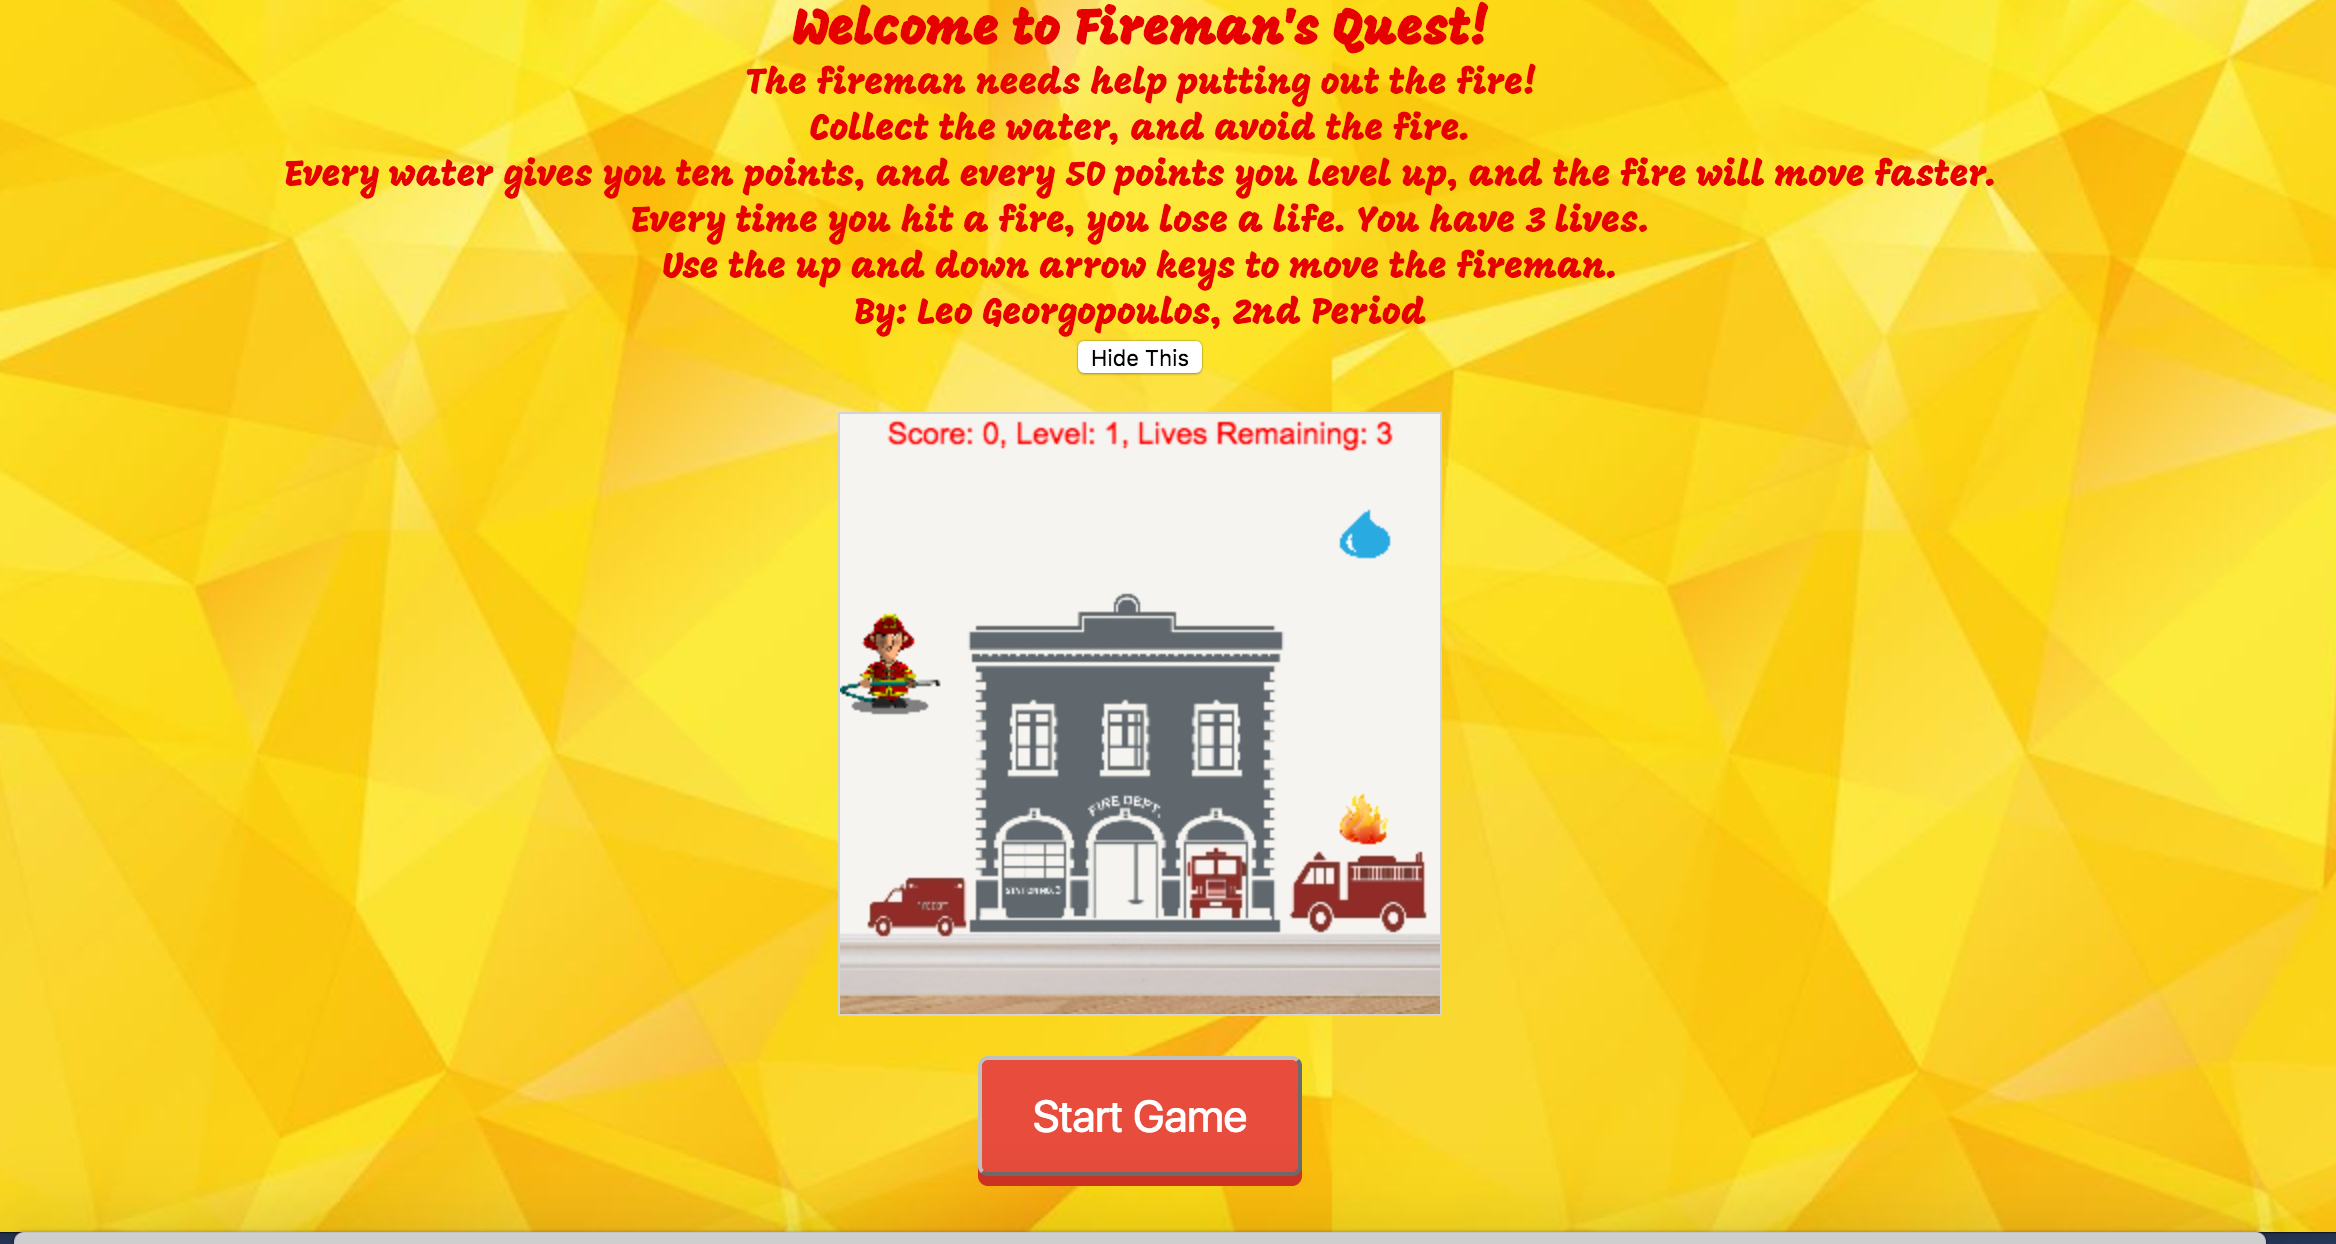 Welcome to Fireman's Quest!
The fireman needs help putting out the fire!
Collect the water, and avoid the fire.
Every water gives you ten points, and every 50 points you level up, and the fire will move faster.
Every time you hit a fire, you lose a life. You have 3 lives.
Use the up and down arrow keys to move the fireman.
By: Leo Georgopoulos, 2nd Period
Hide This
Score: 0, Level: 1, Lives Remaining: 3
FIRE DEPT.
STATION NO. 3
Start Game